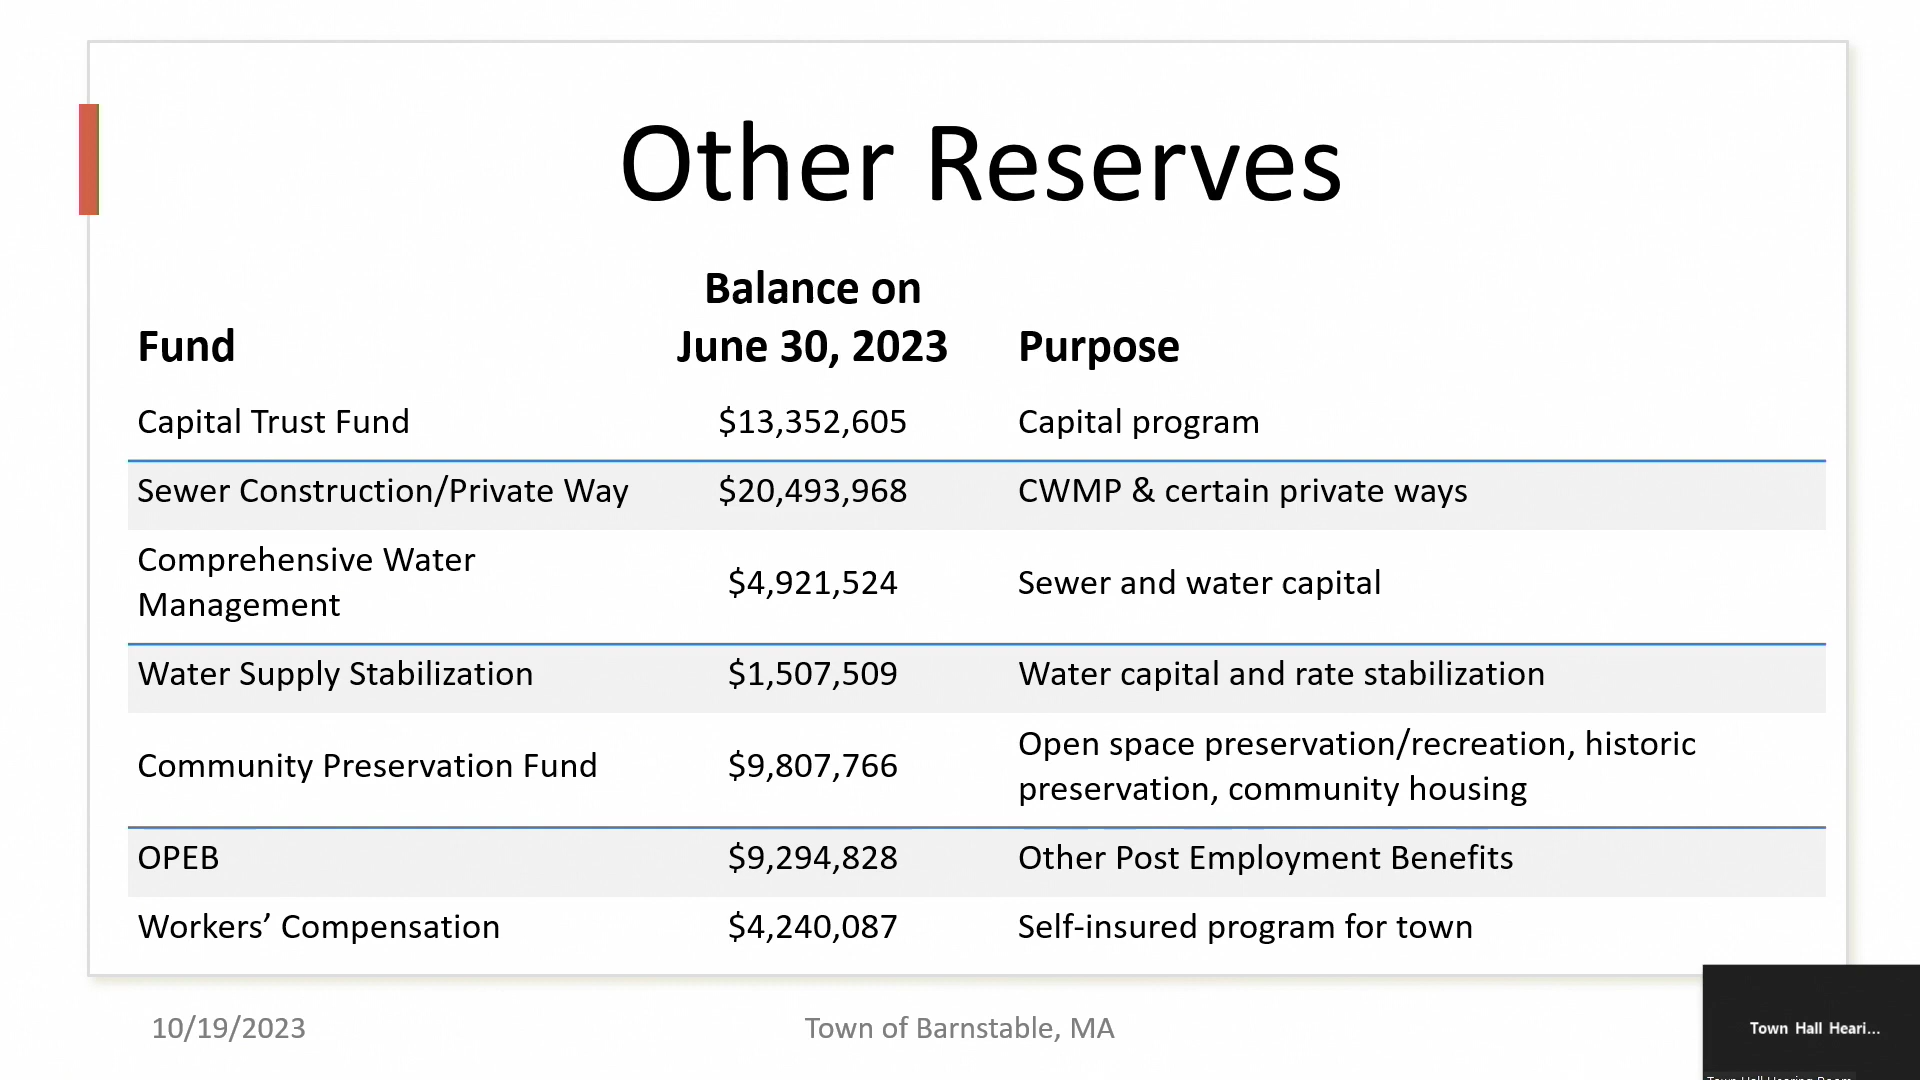 Other Reserves
Balance on
Fund June 30, 2023 Purpose
Capital Trust Fund $13,352,605 Capital program
Sewer Construction/Private Way $20,493,968 CWMP & certain private ways
Comprehensive Water
Management $4,921,524 Sewer and water capital
Water Supply Stabilization $1,507,509 Water capital and rate stabilization
Community Preservation Fund $9,807,766 Open space preservation/recreation, historic
preservation, community housing
OPEB $9,294,828 Other Post Employment Benefits
Workers’ Compensation $4,240,087 Self-insured program for town
10/19/2023 Town of Barnstable, MA
Town Hall Heari...
Town Hall Hearing Room